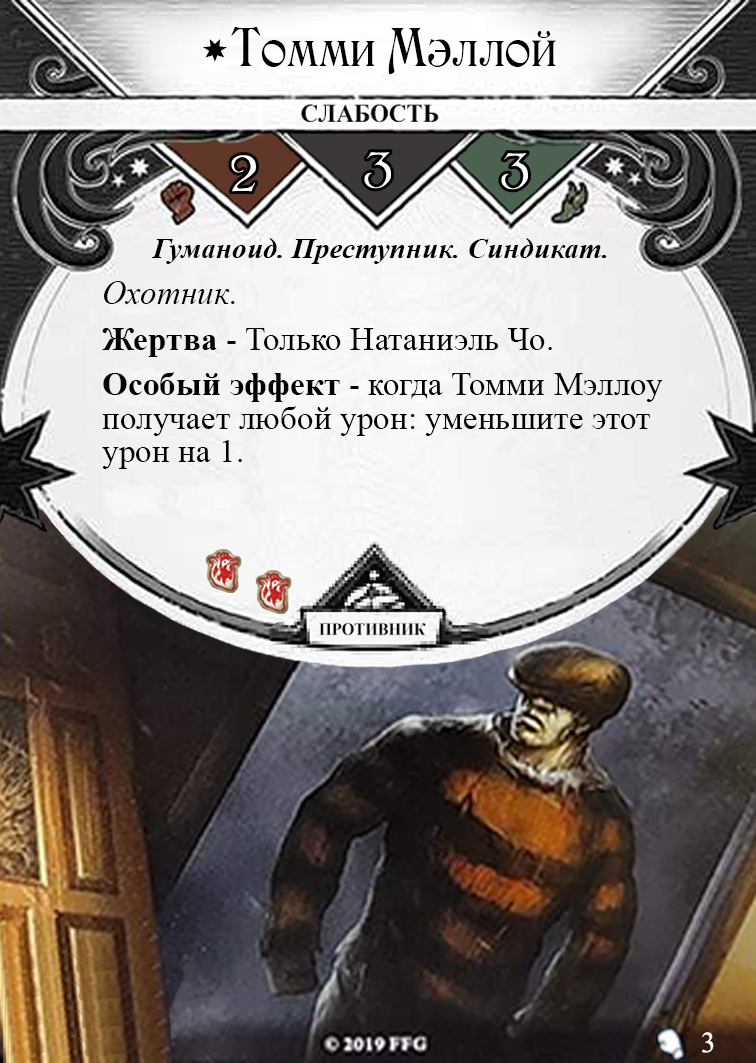 Томми Мэллой
СЛАБОСТЬ
2 3 3
Гуманоид. Преступник. Синдикат.
Охотник.
Жертва - Только Натаниэль Чо.
Особый эффект - когда Томми Мэллоу
получает любой урон: уменьшите этот
урон на 1.
ПРОТИВНИК
© 2019 FFG
3